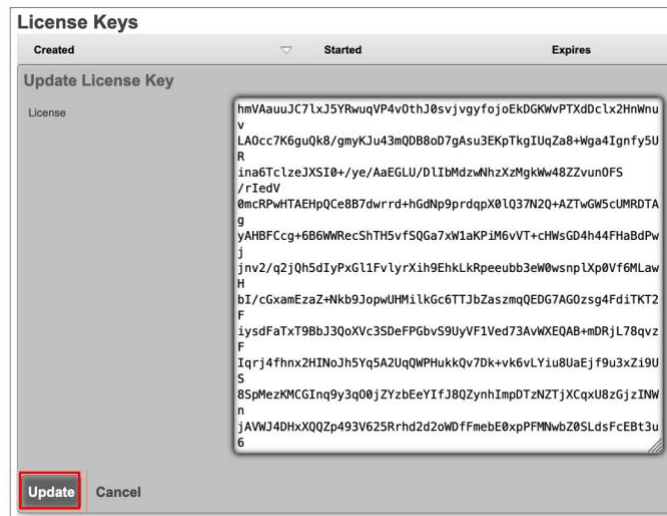 License Keys
Created Started Expires
Update License Key
License
hmVAauuJC7lxJ5YRwuqVP4vOthJ0svjvgyfojoEkDGKWvPTXdDclx2HnWnu
v
LAOcc7K6guQk8/gmyKJu43mQDB8oD7gAsu3EKpTkgIUqZa8+Wga4Ignfy5U
R
ina6TclzeJXSI0+/ye/AaEGLU/DlIbMdzwNhzXzMgkWw48ZZvunOFS
/rIedV
0mcRPwHTAEHpQCe8B7dwrrd+hGdNp9prdqpX0lQ37N2Q+AZTwGW5cUMRDTA
g
yAHBFCcg+6B6WWRecShTH5vfSQGa7xW1aKPiM6vVT+cHWsGD4h44FHaBdPw
j
jnv2/q2jQh5dIyPxGl1FvlyrXih9EhkLkRpeeubb3eW0wsnplXp0Vf6MLaw
H
bI/cGxamEzaZ+Nkb9JopwUHMilkGc6TTJbZaszmqQEDG7AGOzsg4FdiTKT2
F
iysdFaTxT9BbJ3QoXVc3SDeFPGbvS9UyVF1Ved73AvWXEQAB+mDRjL78qvz
F
Iqrj4fhnx2HINoJh5Yq5A2UqQWPHukkQv7Dk+vk6vLYiu8UaEjf9u3xZi9U
S
8SpMezKMCGInq9y3qO0jZYzbEeYIfJ8QZynhImpDTzNZTjXCqxU8zGjzINW
n
jAVWJ4DHxXQQZp493V625Rrhd2d2oWDfFmebE0xpPFMNwbZ0SLdsFcEBt3u
6
Update Cancel